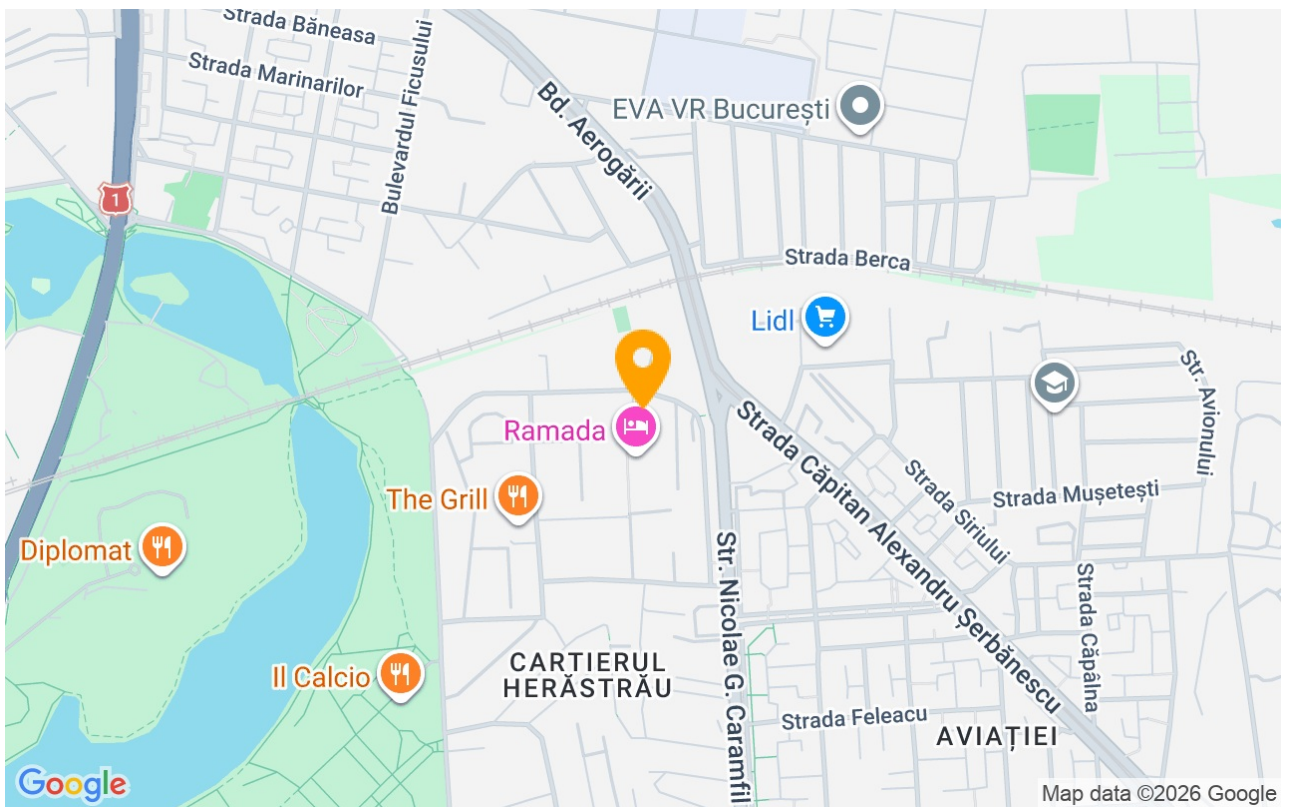 Strada Băneasa
Strada Marinarilor
Bulevardul Ficusului
Bd. Aerogării
EVA VR București
1
Strada Berca
Lidl
Str. Avionului
Ramada
Strada Căpitan Alexandru Șerbănescu
The Grill
Strada Siriului
Strada Mușetești
Diplomat
Str. Nicolae G. Caramfil
Strada Căpâlna
Il Calcio
CARTIERUL
HERĂSTRĂU
Strada Feleacu
AVIAȚIEI
Google
Map data ©2026 Google